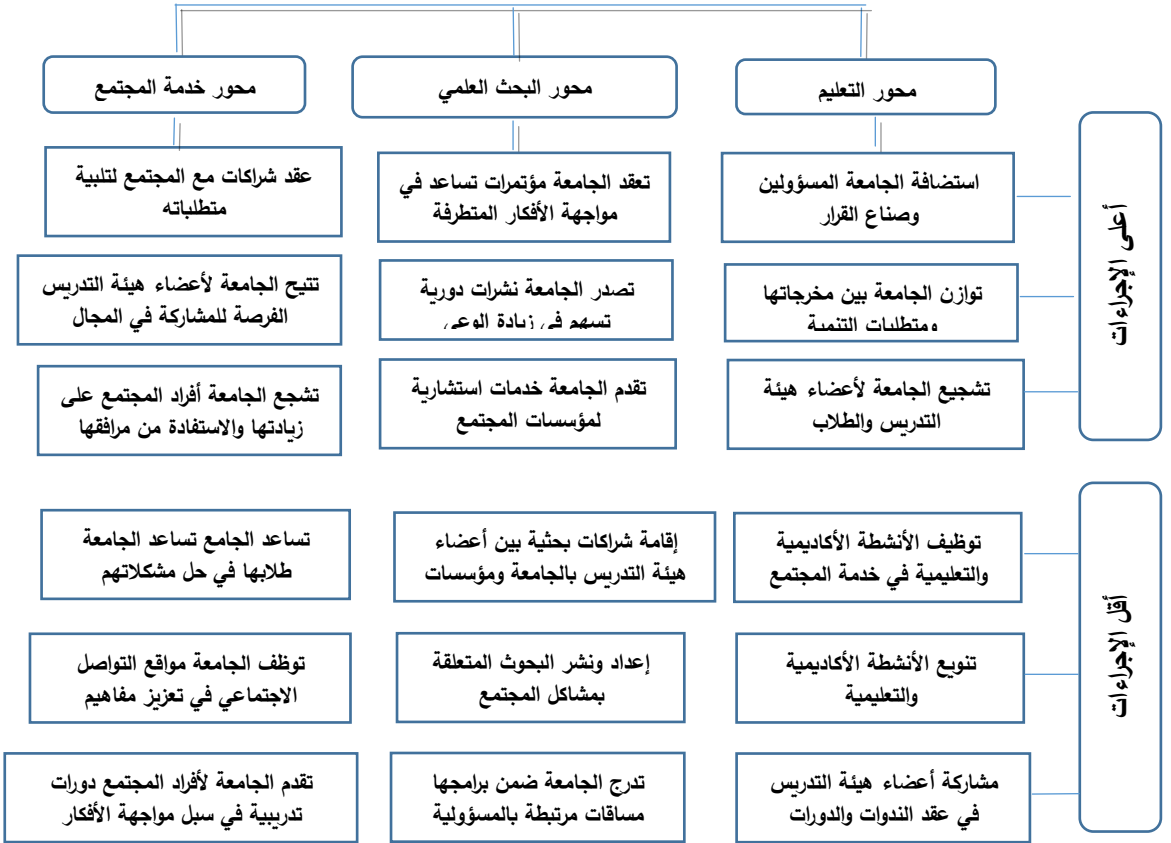 محور التعليم
محور البحث العلمي
محور خدمة المجتمع
أعلى الإجراءات
استضافة الجامعة المسؤولين
وصناع القرار
تعقد الجامعة مؤتمرات تساعد في
مواجهة الأفكار المتطرفة
عقد شراكات مع المجتمع لتلبية
متطلباته
توازن الجامعة بين مخرجاتها
ومتطلبات التنمية
تصدر الجامعة نشرات دورية
تسهم في زيادة الوعي
تتيح الجامعة لأعضاء هيئة التدريس
الفرصة للمشاركة في المجال
تشجيع الجامعة لأعضاء هيئة
التدريس والطلاب
تقدم الجامعة خدمات استشارية
لمؤسسات المجتمع
تشجع الجامعة أفراد المجتمع على
زيادتها والاستفادة من مرافقها
أقل الإجراءات
توظيف الأنشطة الأكاديمية
والتعليمية في خدمة المجتمع
إقامة شراكات بحثية بين أعضاء
هيئة التدريس بالجامعة ومؤسسات
تساعد الجامع تساعد الجامعة
طلابها في حل مشكلاتهم
تنويع الأنشطة الأكاديمية
والتعليمية
إعداد ونشر البحوث المتعلقة
بمشاكل المجتمع
توظف الجامعة مواقع التواصل
الاجتماعي في تعزيز مفاهيم
مشاركة أعضاء هيئة التدريس
في عقد الندوات والدورات
تدرج الجامعة ضمن برامجها
مساقات مرتبطة بالمسؤولية
تقدم الجامعة لأفراد المجتمع دورات
تدريبية في سبل مواجهة الأفكار